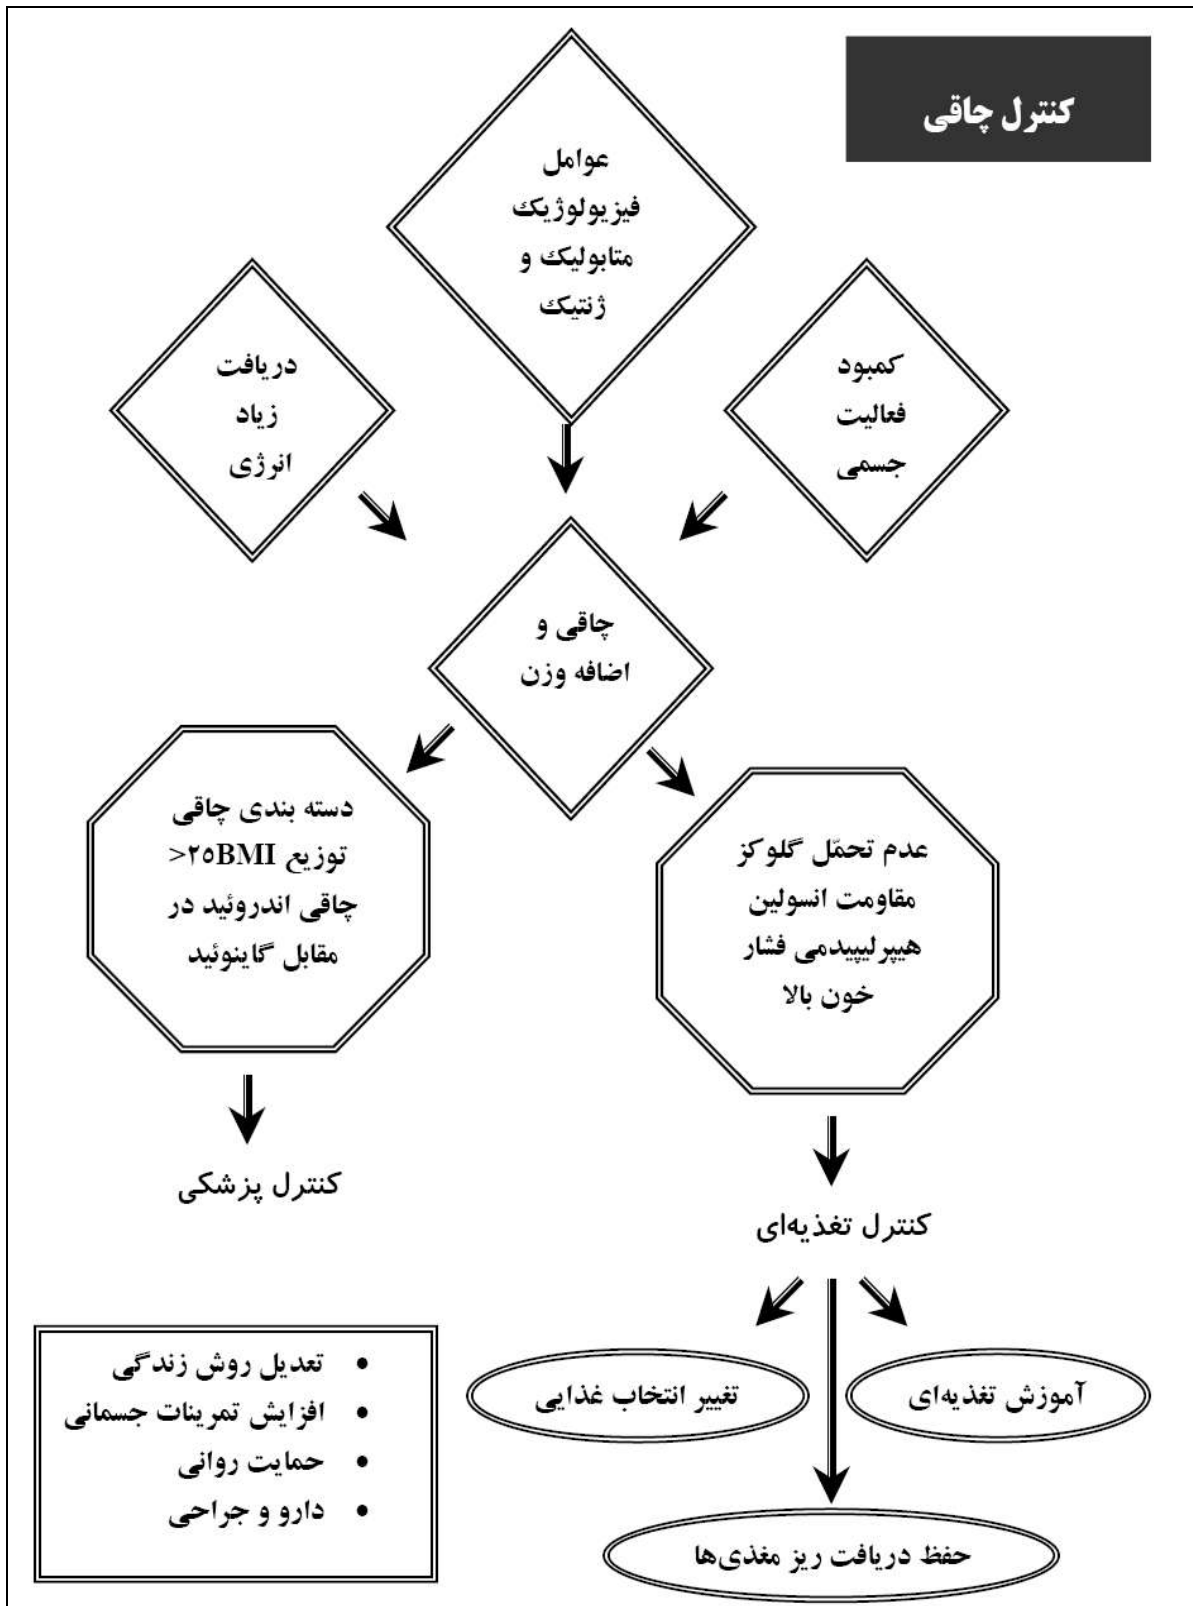 کنترل چاقی
عوامل
فیزیولوژیک
متابولیک و
ژنتیک
کمبود
فعالیت
جسمی
دریافت
زیاد
انرژی
چاقی و
اضافه وزن
دسته بندی چاقی
توزیع ۲۵BMI<
چاقی اندروئید در
مقابل گاینوئید
عدم تحمّل گلوکز
مقاومت انسولین
هیپرلیپیدمی فشار
خون بالا
کنترل پزشکی
کنترل تغذیه‌ای
• تعدیل روش زندگی
• افزایش تمرینات جسمانی
• حمایت روانی
• دارو و جراحی
آموزش تغذیه‌ای
تغییر انتخاب غذایی
حفظ دریافت ریز مغذی‌ها